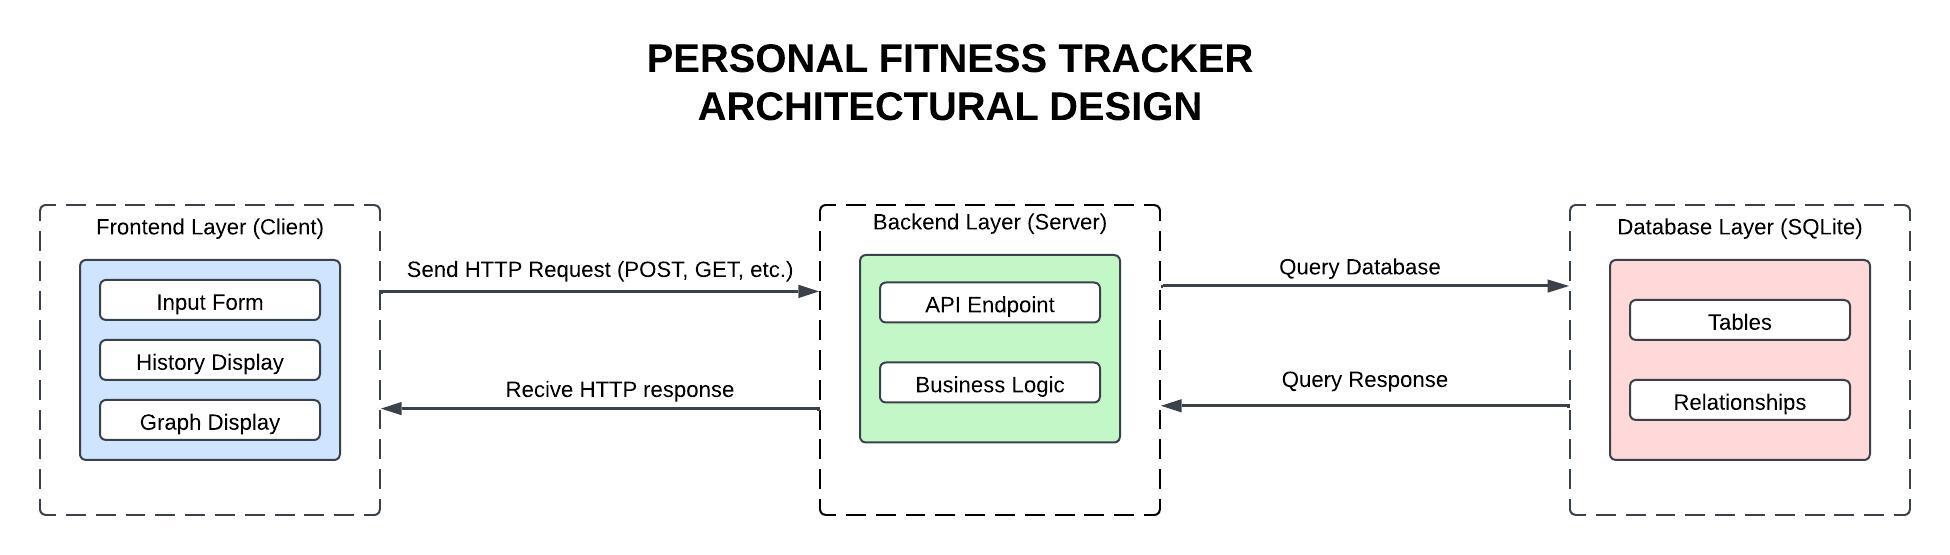 PERSONAL FITNESS TRACKER
ARCHITECTURAL DESIGN
Frontend Layer (Client)
Input Form
History Display
Graph Display
Send HTTP Request (POST, GET, etc.)
Recive HTTP response
Backend Layer (Server)
API Endpoint
Business Logic
Query Database
Query Response
Database Layer (SQLite)
Tables
Relationships